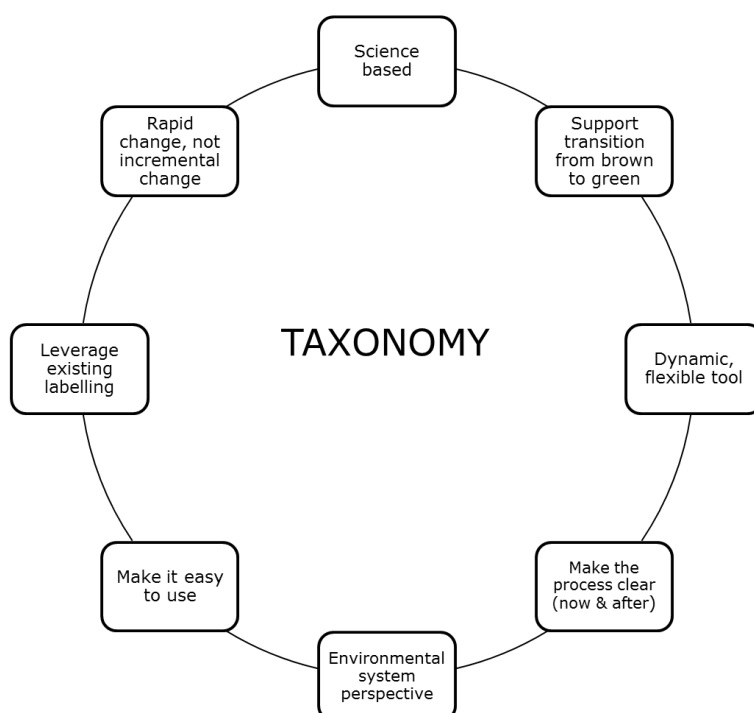 Science
based
Support
transition
from brown
to green
Dynamic,
flexible tool
Make the
process clear
(now & after)
Environmental
system
perspective
Make it easy
to use
Leverage
existing
labelling
Rapid
change, not
incremental
change
TAXONOMY